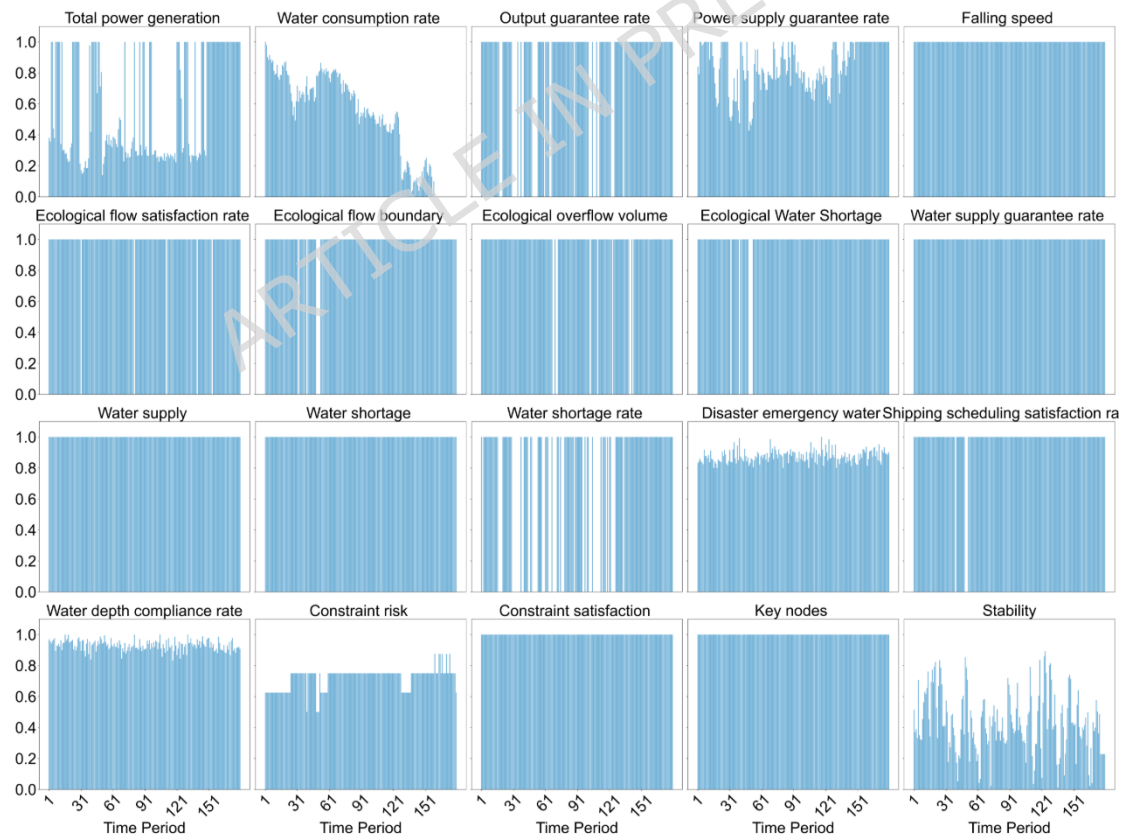 Total power generation
Water consumption rate
Output guarantee rate
Power supply guarantee rate
Falling speed
1.0
0.8
0.6
0.4
0.2
0.0
Ecological flow satisfaction rate
Ecological flow boundary
Ecological overflow volume
Ecological Water Shortage
Water supply guarantee rate
1.0
0.8
0.6
0.4
0.2
0.0
Water supply
Water shortage
Water shortage rate
Disaster emergency water
Shipping scheduling satisfaction ra
1.0
0.8
0.6
0.4
0.2
0.0
Water depth compliance rate
Constraint risk
Constraint satisfaction
Key nodes
Stability
1.0
0.8
0.6
0.4
0.2
0.0
1 31 61 91 121 151
1 31 61 91 121 151
1 31 61 91 121 151
1 31 61 91 121 151
1 31 61 91 121 151
Time Period
Time Period
Time Period
Time Period
Time Period
ARTICLE IN PRE